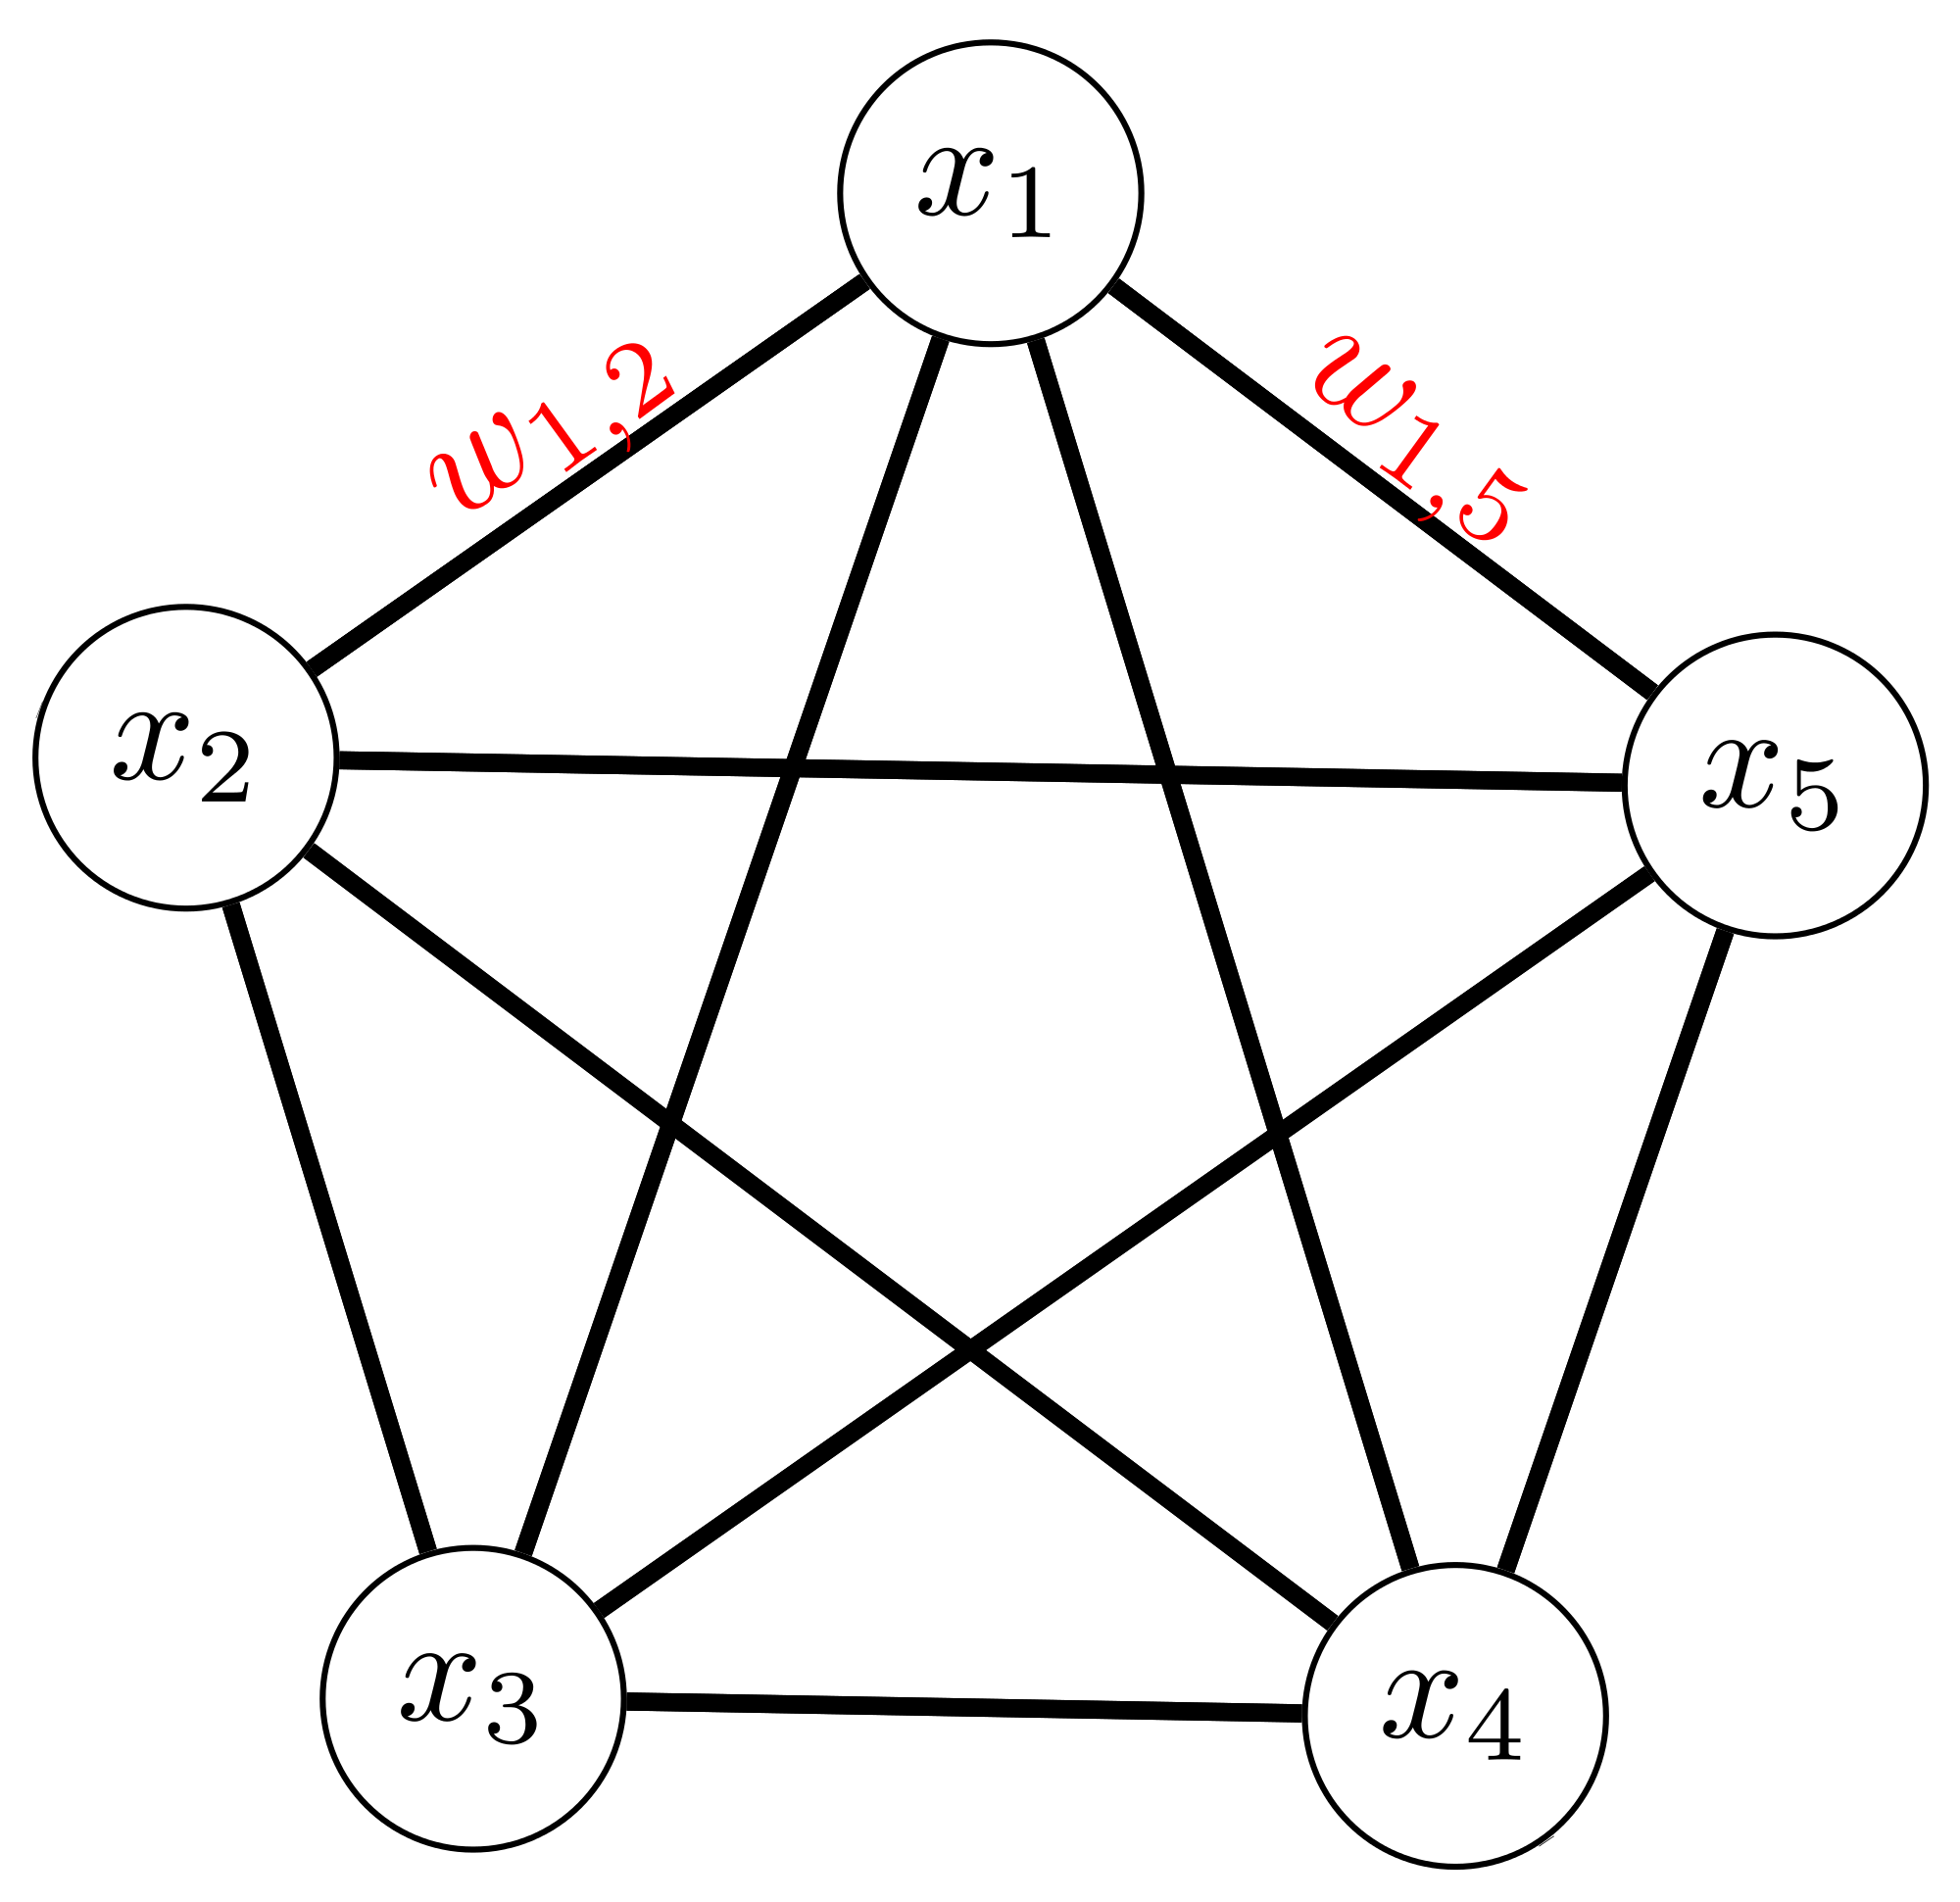 x₁
w₁,₂
w₁,₅
x₂
x₅
x₃
x₄